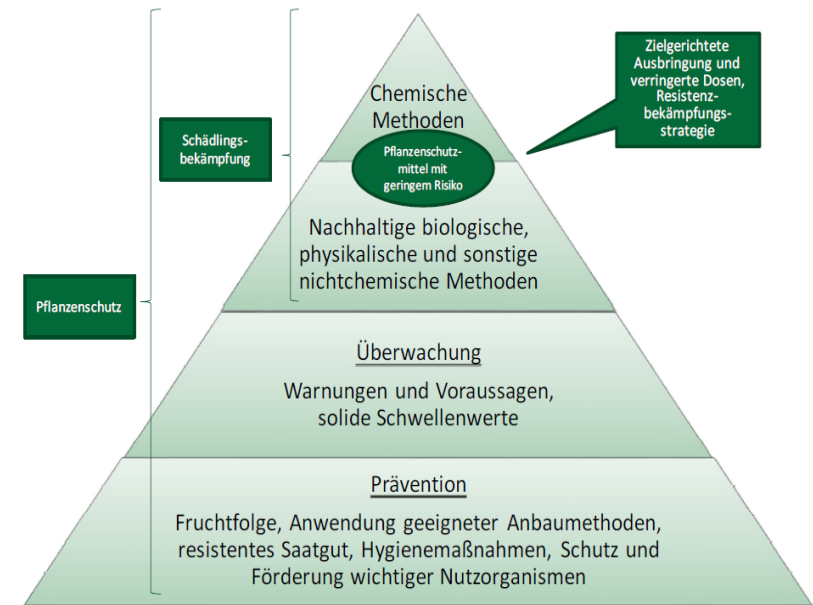 Zielgerichtete
Ausbringung und
verringerte Dosen,
Resistenz-
bekämpfungs-
strategie
Chemische
Methoden
Schädlings-
bekämpfung
Pflanzenschutz-
mittel mit
geringem Risiko
Nachhaltige biologische,
physikalische und sonstige
nichtchemische Methoden
Pflanzenschutz
Überwachung
Warnungen und Voraussagen,
solide Schwellenwerte
Prävention
Fruchtfolge, Anwendung geeigneter Anbaumethoden,
resistentes Saatgut, Hygienemaßnahmen, Schutz und
Förderung wichtiger Nutzorganismen